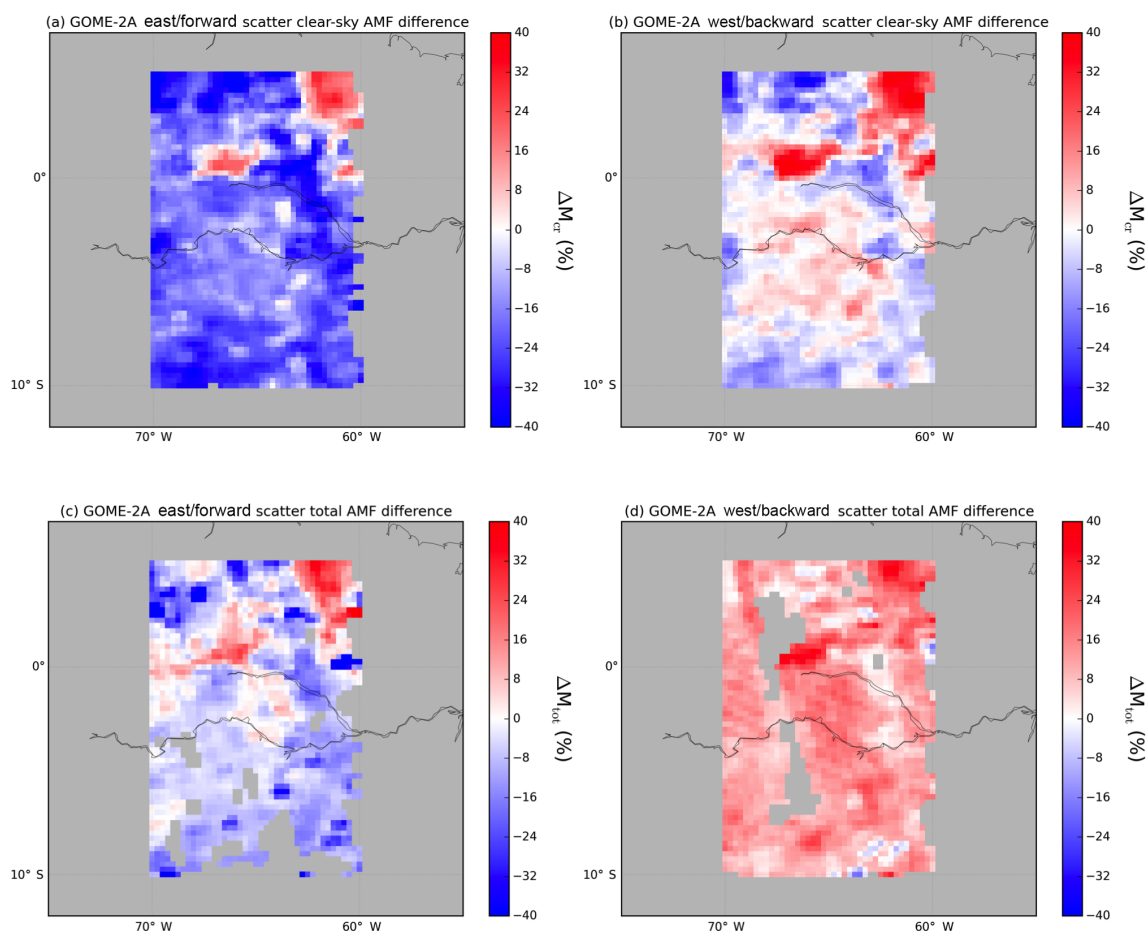 (a) GOME-2A east/forward scatter clear-sky AMF difference
0°
10° S
70° W
60° W
40
32
24
16
8
0
−8
−16
−24
−32
−40
ΔM_cr (%)
(b) GOME-2A west/backward scatter clear-sky AMF difference
0°
10° S
70° W
60° W
40
32
24
16
8
0
−8
−16
−24
−32
−40
ΔM_cr (%)
(c) GOME-2A east/forward scatter total AMF difference
0°
10° S
70° W
60° W
40
32
24
16
8
0
−8
−16
−24
−32
−40
ΔM_tot (%)
(d) GOME-2A west/backward scatter total AMF difference
0°
10° S
70° W
60° W
40
32
24
16
8
0
−8
−16
−24
−32
−40
ΔM_tot (%)